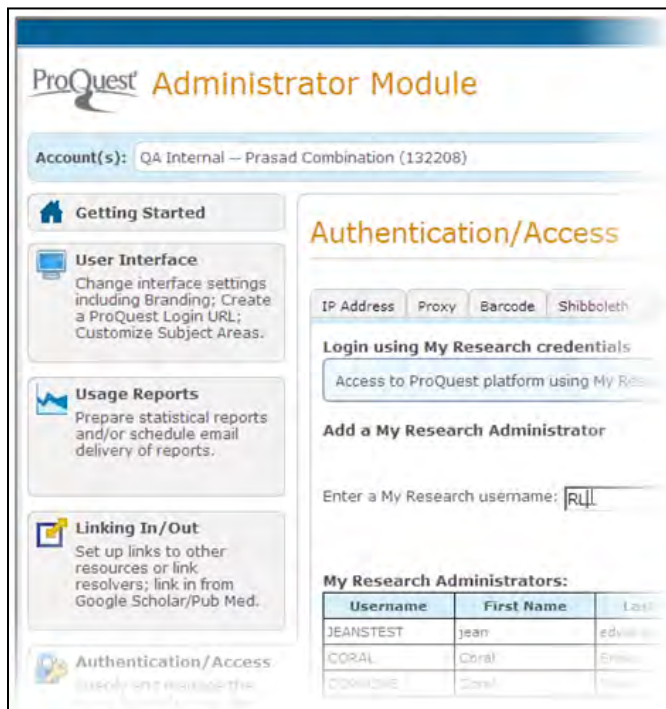 ProQuest Administrator Module
Account(s): QA Internal — Prasad Combination (132208)
Getting Started
User Interface
Change interface settings
including Branding; Create
a ProQuest Login URL;
Customize Subject Areas.
Usage Reports
Prepare statistical reports
and/or schedule email
delivery of reports.
Linking In/Out
Set up links to other
resources or link
resolvers; link in from
Google Scholar/Pub Med.
Authentication/Access
Authentication/Access
IP Address Proxy Barcode Shibboleth
Login using My Research credentials
Access to ProQuest platform using My
Add a My Research Administrator
Enter a My Research username: RL
My Research Administrators:
Username First Name
JEANSTEST jean
CORAL Coral